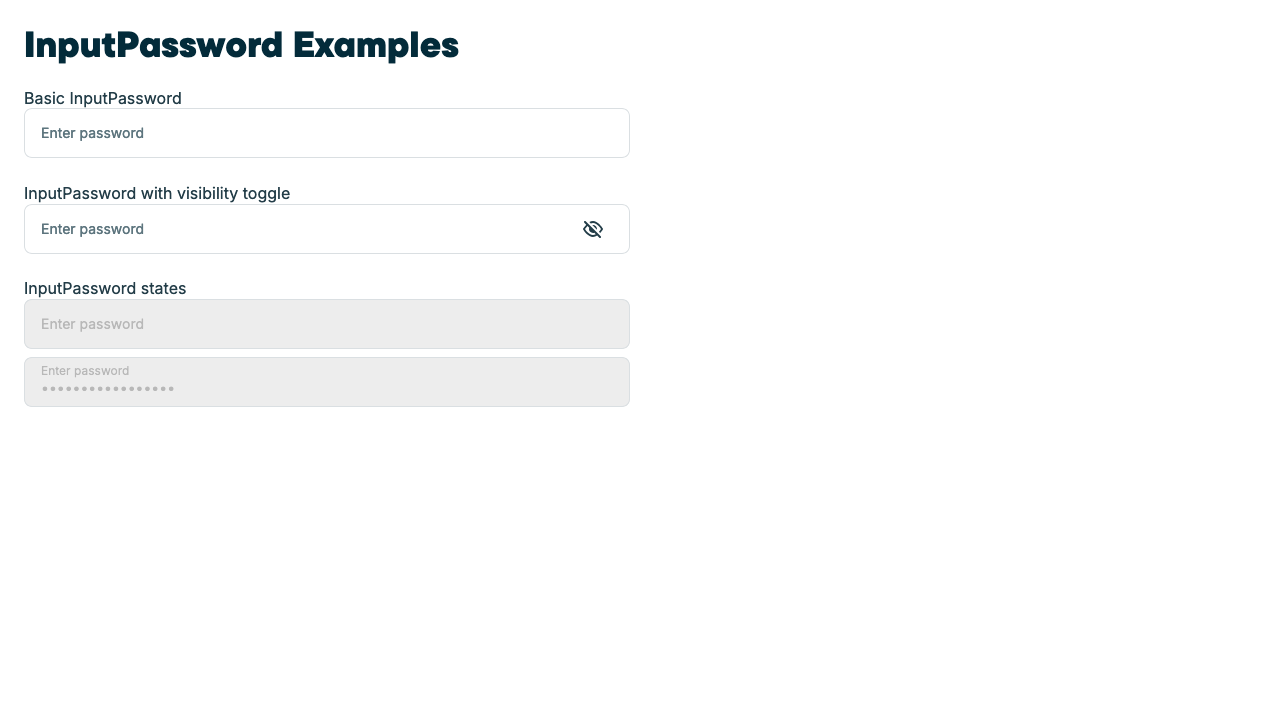 InputPassword Examples
Basic InputPassword
Enter password
InputPassword with visibility toggle
Enter password
InputPassword states
Enter password
Enter password
•••••••••••••••••